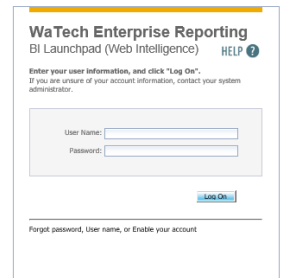 WaTech Enterprise Reporting
BI Launchpad (Web Intelligence) HELP ?
Enter your user information, and click "Log On".
If you are unsure of your account information, contact your system
administrator.
User Name:
Password:
Log On
Forgot password, User name, or Enable your account